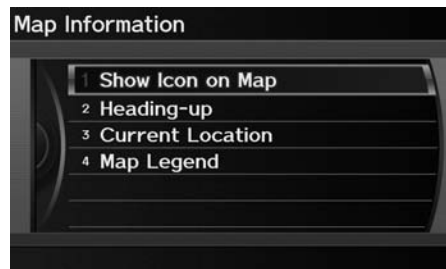 Map Information
1 Show Icon on Map
2 Heading-up
3 Current Location
4 Map Legend